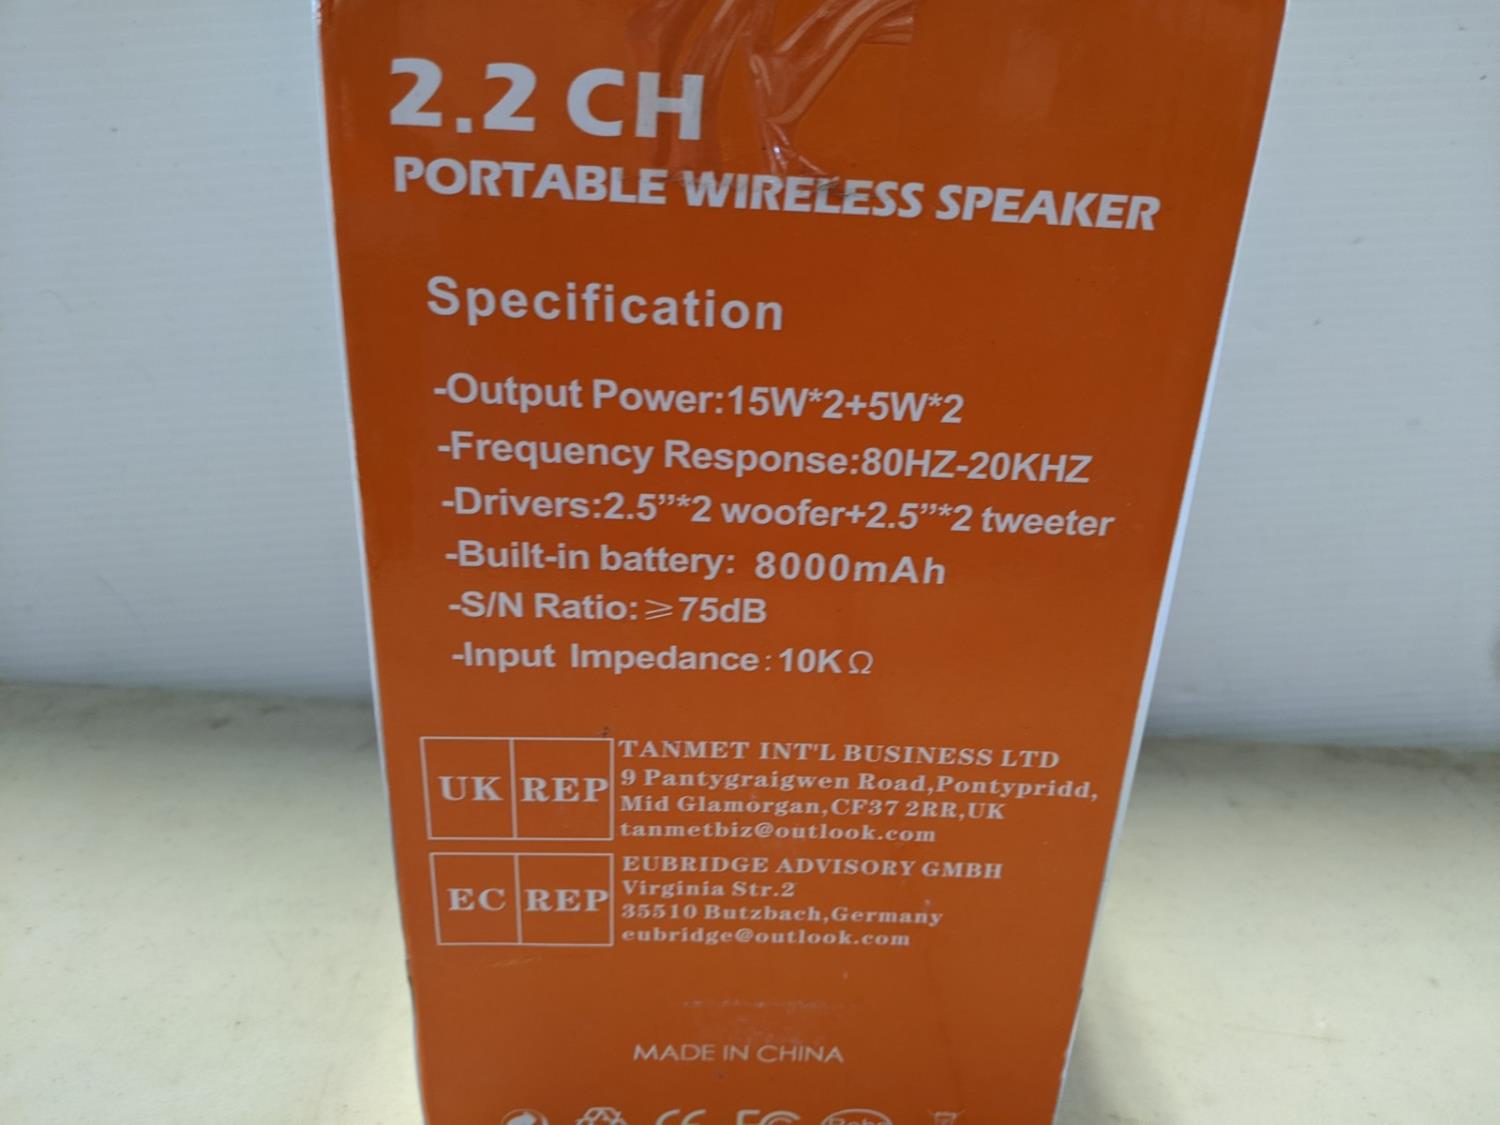 2.2 CH
PORTABLE WIRELESS SPEAKER
Specification
-Output Power:15W*2+5W*2
-Frequency Response:80HZ-20KHZ
-Drivers:2.5”*2 woofer+2.5”*2 tweeter
-Built-in battery: 8000mAh
-S/N Ratio:⩾75dB
-Input Impedance:10KΩ
UK REP
TANMET INT'L BUSINESS LTD
9 Pantygraigwen Road,Pontypridd,
Mid Glamorgan,CF37 2RR,UK
tanmetbiz@outlook.com
EC REP
EUBRIDGE ADVISORY GMBH
Virginia Str.2
35510 Butzbach,Germany
eubridge@outlook.com
MADE IN CHINA
CE FC RoHS